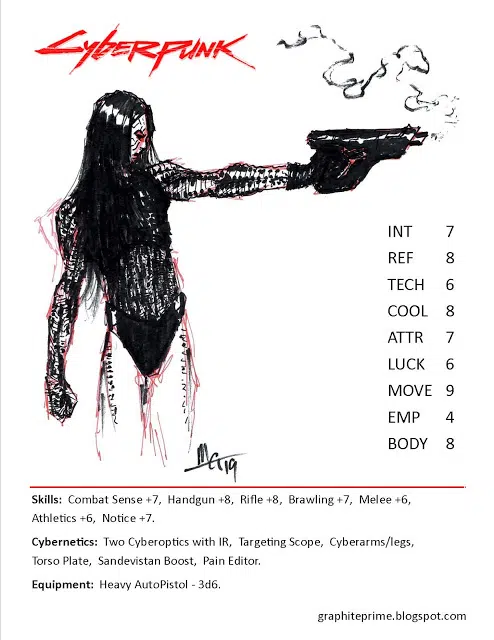 CYBERPUNK
INT 7
REF 8
TECH 6
COOL 8
ATTR 7
LUCK 6
MOVE 9
EMP 4
BODY 8
Skills: Combat Sense +7, Handgun +8, Rifle +8, Brawling +7, Melee +6,
Athletics +6, Notice +7.
Cybernetics: Two Cyberoptics with IR, Targeting Scope, Cyberarms/legs,
Torso Plate, Sandevistan Boost, Pain Editor.
Equipment: Heavy AutoPistol - 3d6.
graphiteprime.blogspot.com